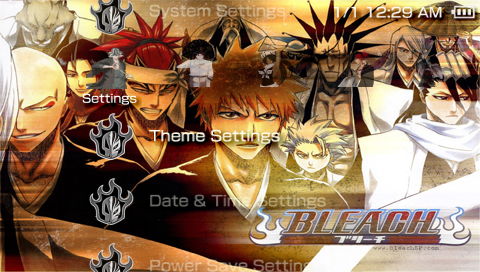 System Settings
1/1 12:29 AM
Settings
Theme Settings
Date & Time Settings
BLEACH
ブリーチ
Power Save Setti